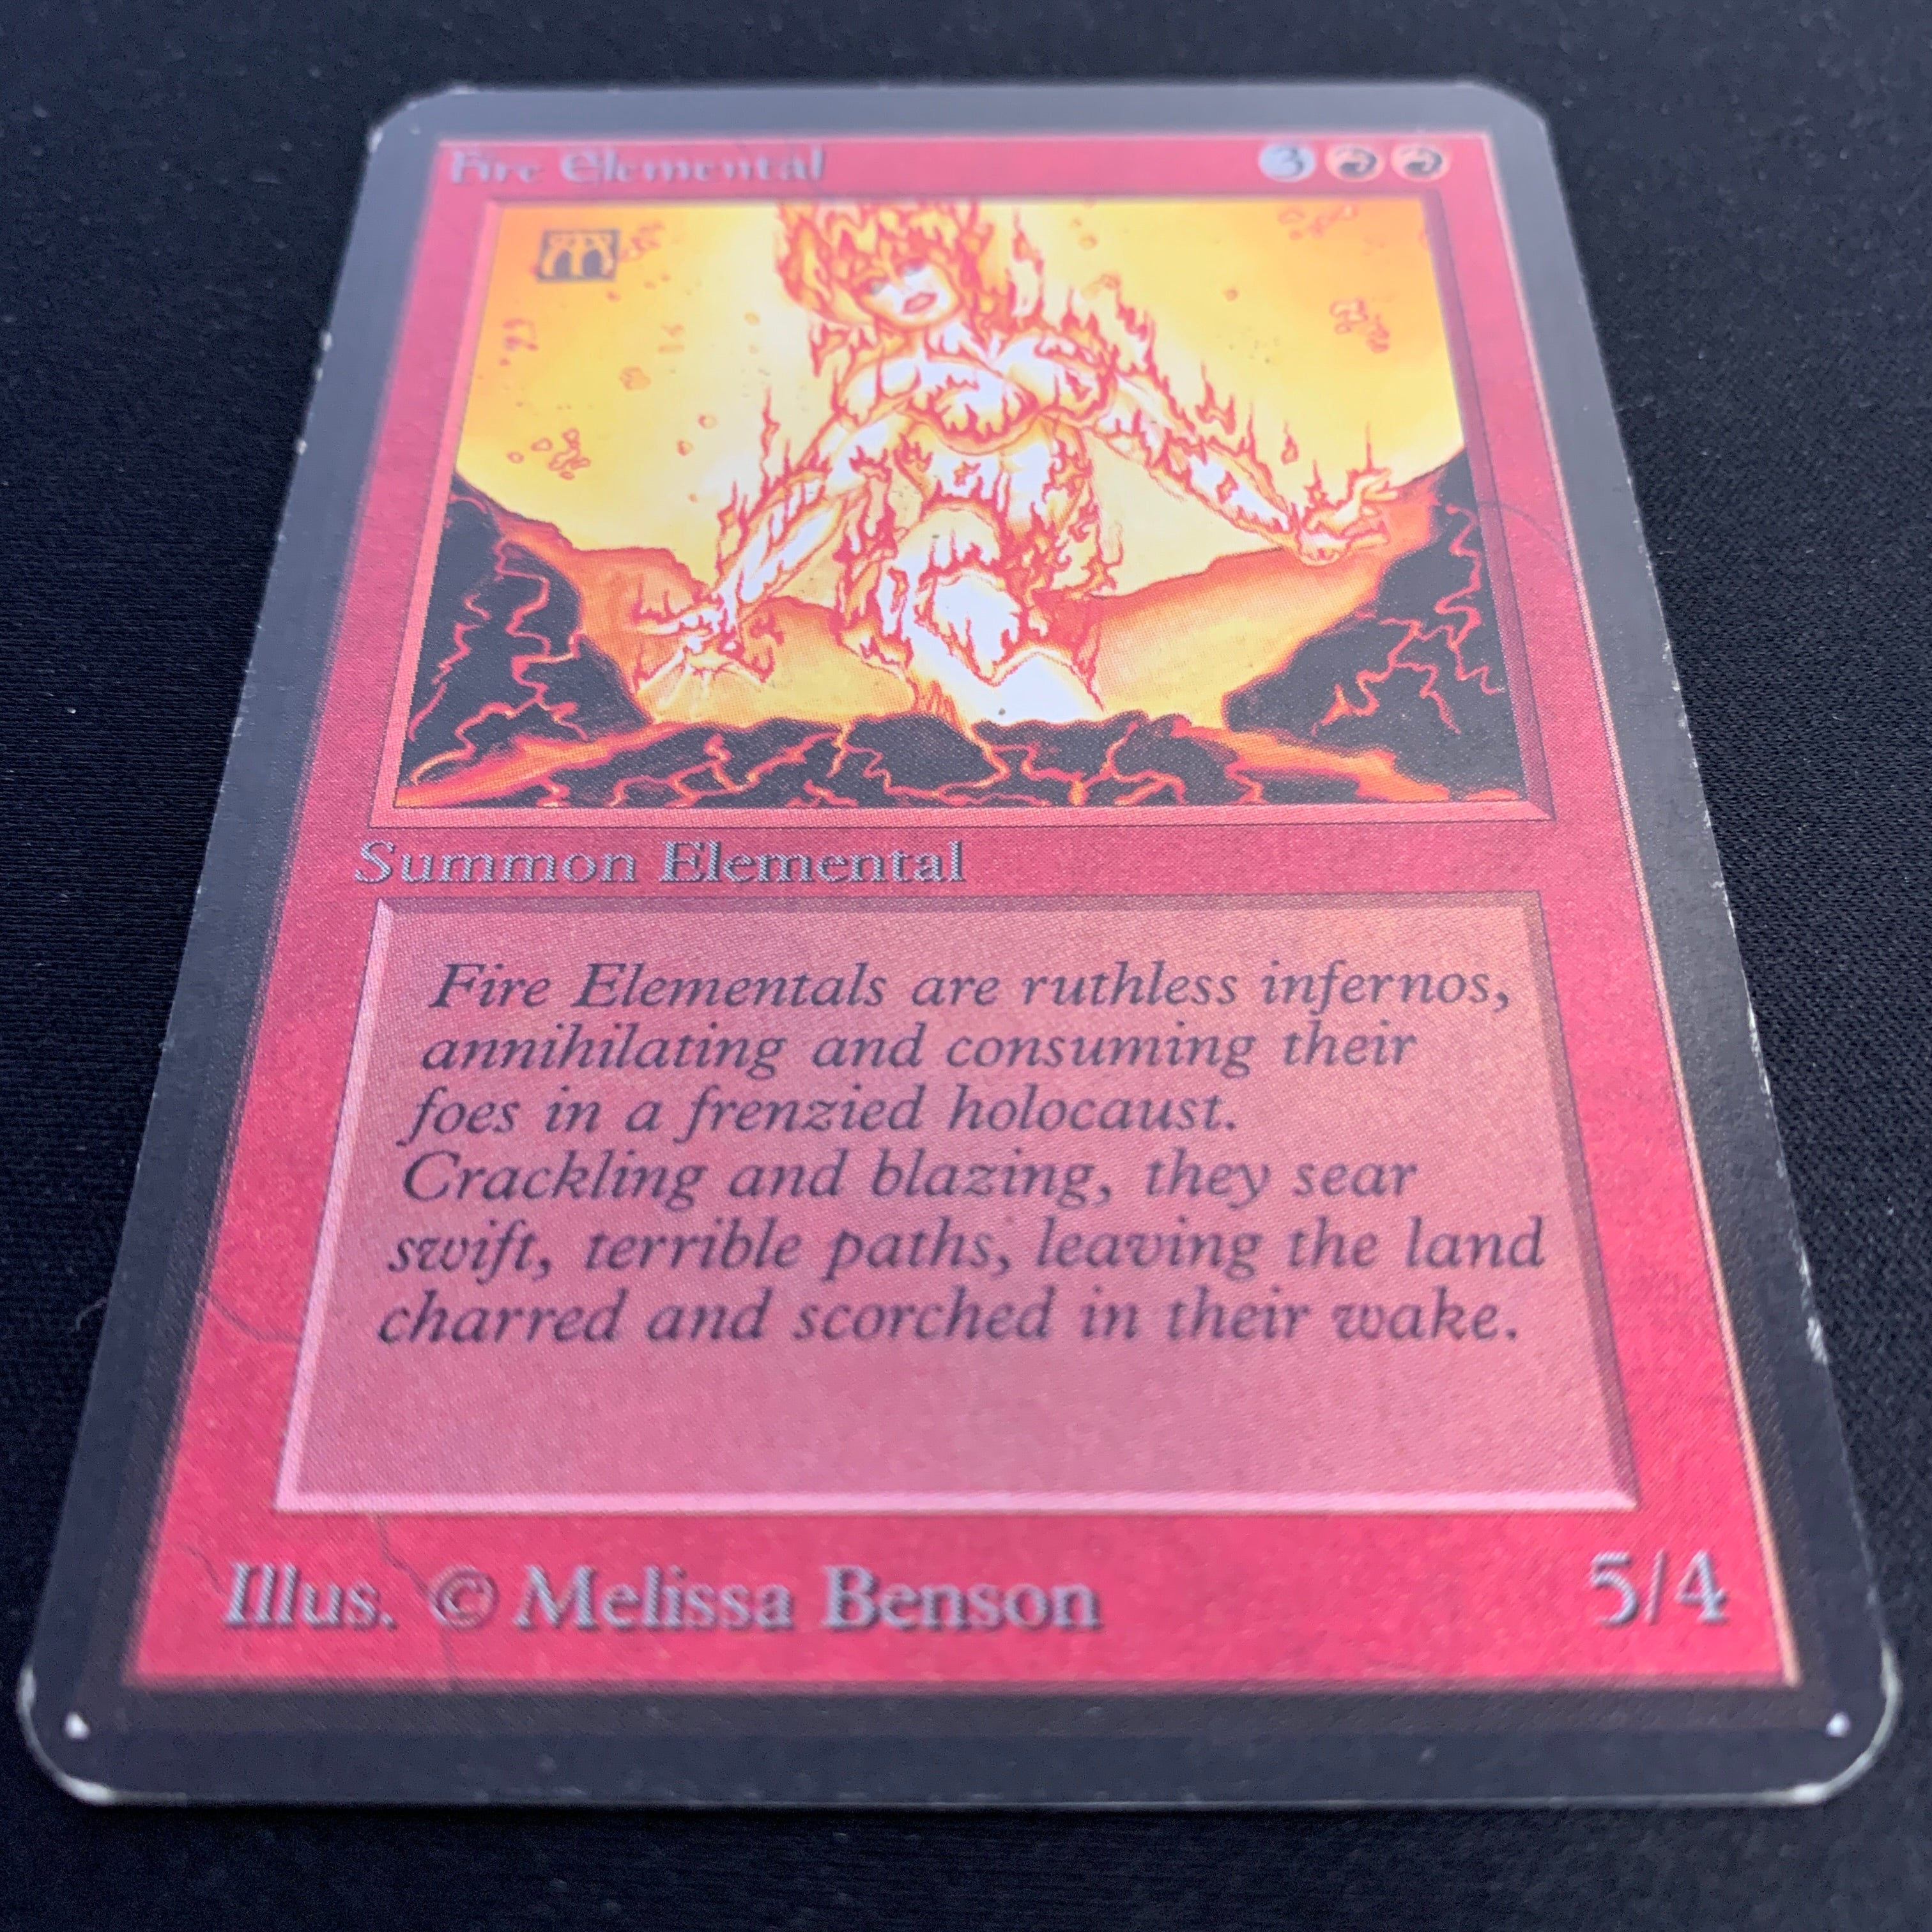 Fire Elemental 3
Summon Elemental
Fire Elementals are ruthless infernos,
annihilating and consuming their
foes in a frenzied holocaust.
Crackling and blazing, they sear
swift, terrible paths, leaving the land
charred and scorched in their wake.
Illus. © Melissa Benson 5/4